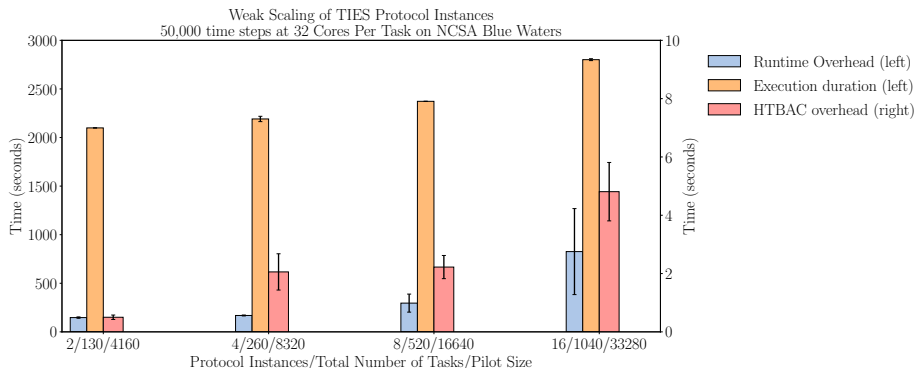 Weak Scaling of TIES Protocol Instances
50,000 time steps at 32 Cores Per Task on NCSA Blue Waters
3000
2500
2000
1500
1000
500
0
Time (seconds)
10
8
6
4
2
0
Time (seconds)
2/130/4160
4/260/8320
8/520/16640
16/1040/33280
Protocol Instances/Total Number of Tasks/Pilot Size
Runtime Overhead (left)
Execution duration (left)
HTBAC overhead (right)